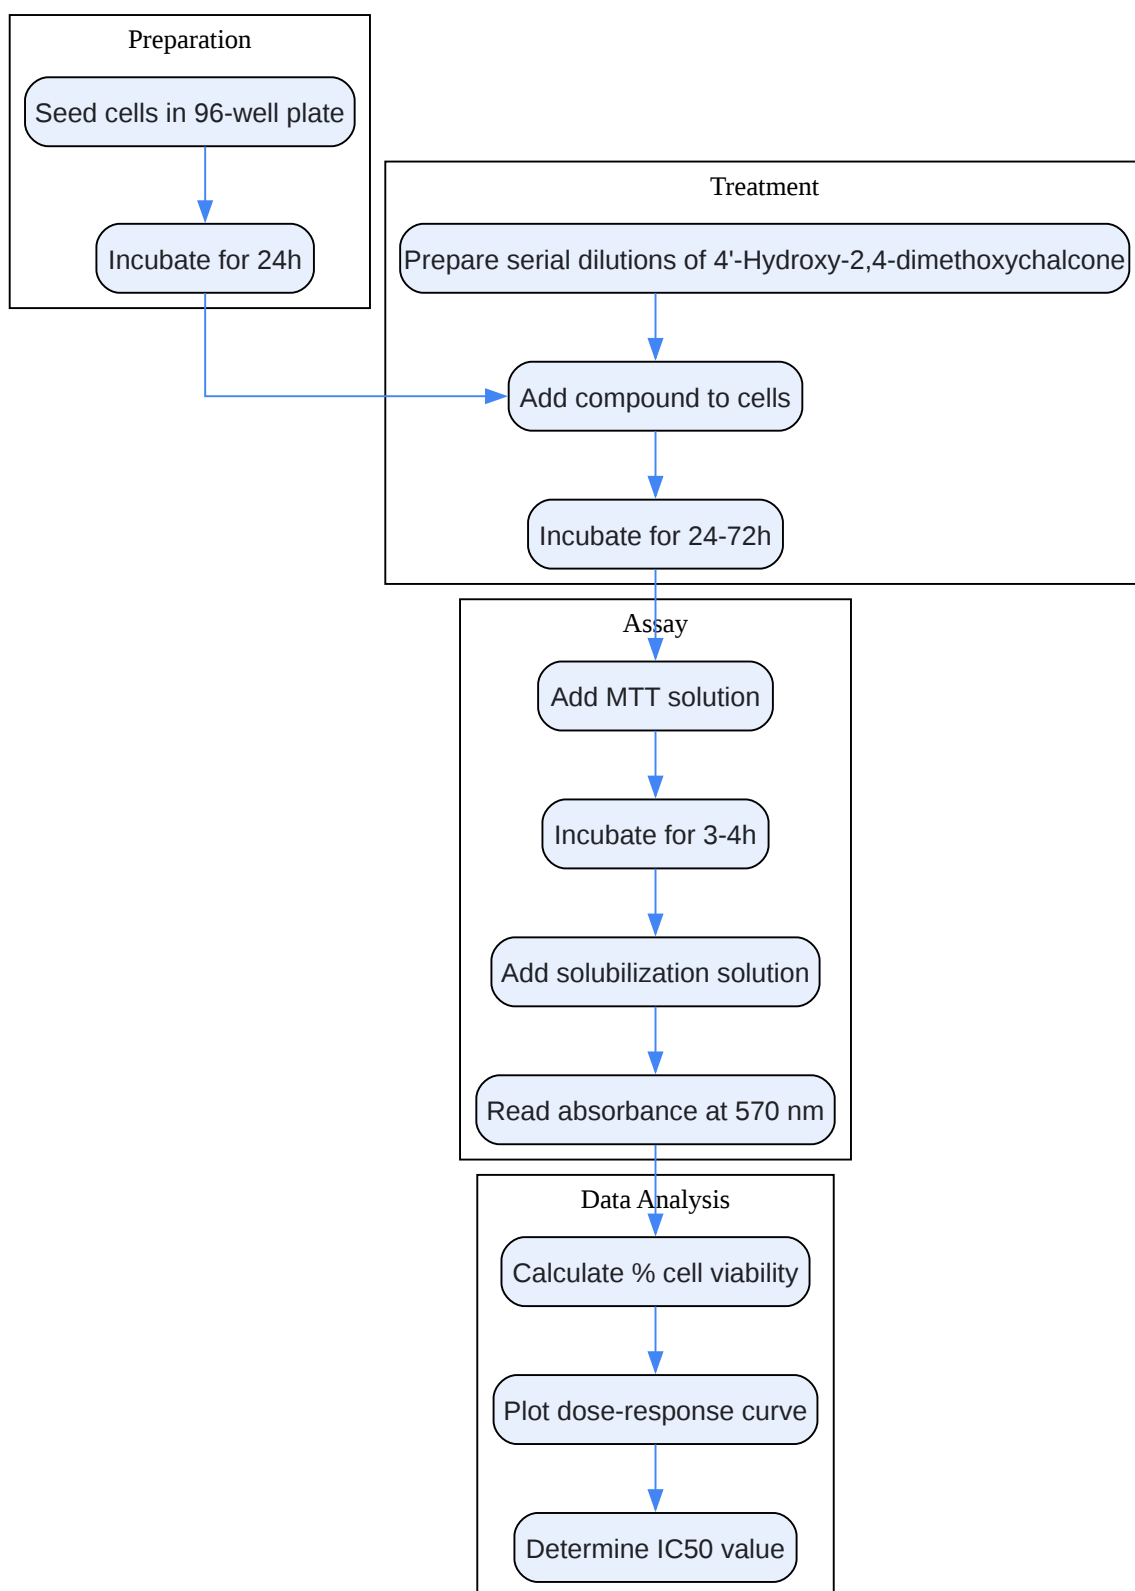 Preparation
Seed cells in 96-well plate
Incubate for 24h
Treatment
Prepare serial dilutions of 4'-Hydroxy-2,4-dimethoxychalcone
Add compound to cells
Incubate for 24-72h
Assay
Add MTT solution
Incubate for 3-4h
Add solubilization solution
Read absorbance at 570 nm
Data Analysis
Calculate % cell viability
Plot dose-response curve
Determine IC50 value